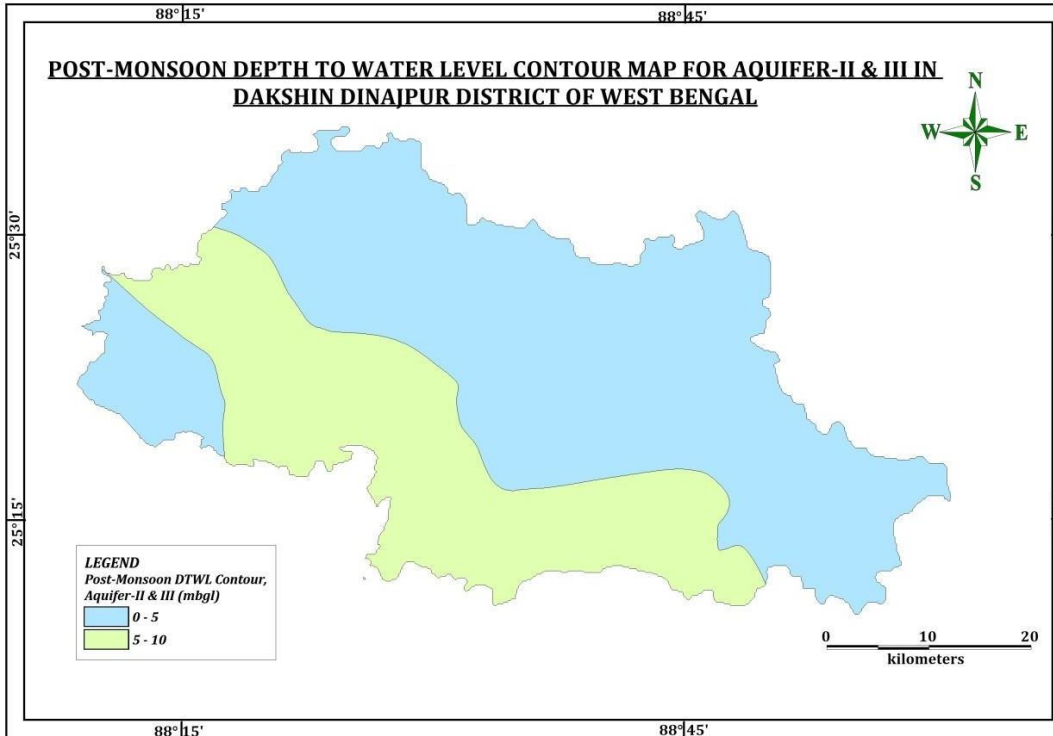 88° 15'
88° 45'
POST-MONSOON DEPTH TO WATER LEVEL CONTOUR MAP FOR AQUIFER-II & III IN
DAKSHIN DINAJPUR DISTRICT OF WEST BENGAL
N
W
E
S
25°30'
25°15'
LEGEND
Post-Monsoon DTWL Contour,
Aquifer-II & III (mbgl)
0 - 5
5 - 10
0 10 20
kilometers
88° 15'
88° 45'